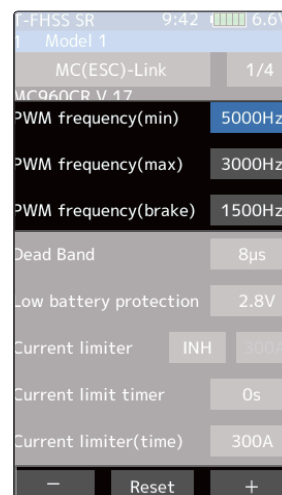 T-FHSS SR 9:42 6.6V
1 Model 1
MC(ESC)-Link 1/4
MC960CR V 17
PWM frequency(min) 5000Hz
PWM frequency(max) 3000Hz
PWM frequency(brake) 1500Hz
Dead Band 8µs
Low battery protection 2.8V
Current limiter INH 300A
Current limit timer 0s
Current limiter(time) 300A
− Reset +